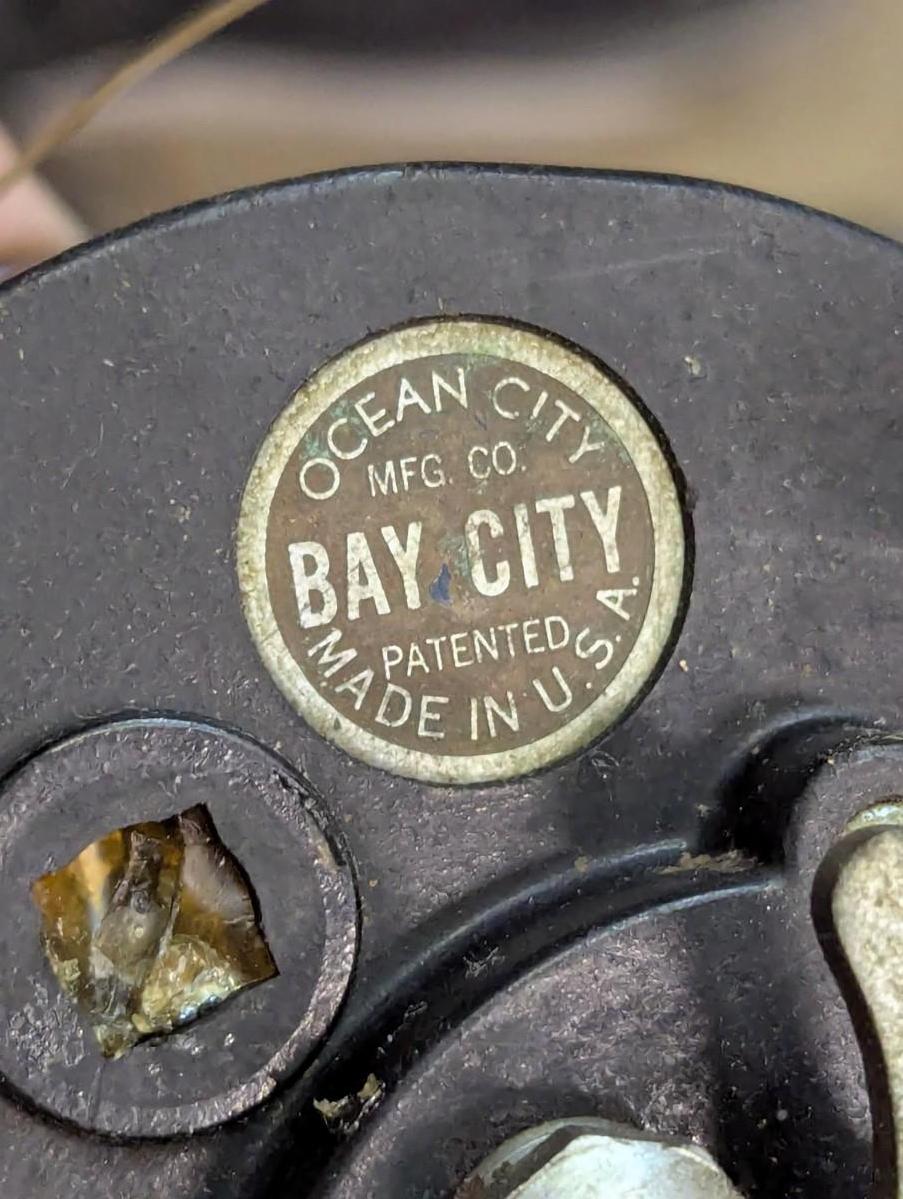 OCEAN CITY
MFG. CO.
BAY CITY
PATENTED
MADE IN U.S.A.